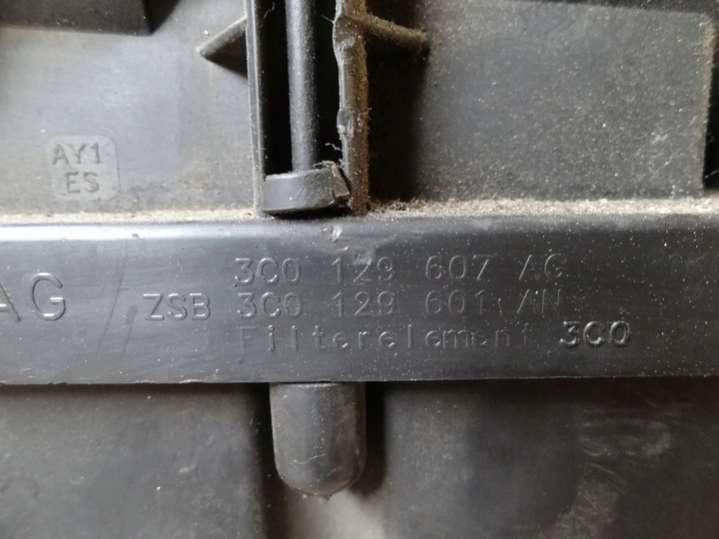 AY1
ES
3C0 129 607 AG
AG ZSB 3C0 129 601 AN
Filterelement 3C0